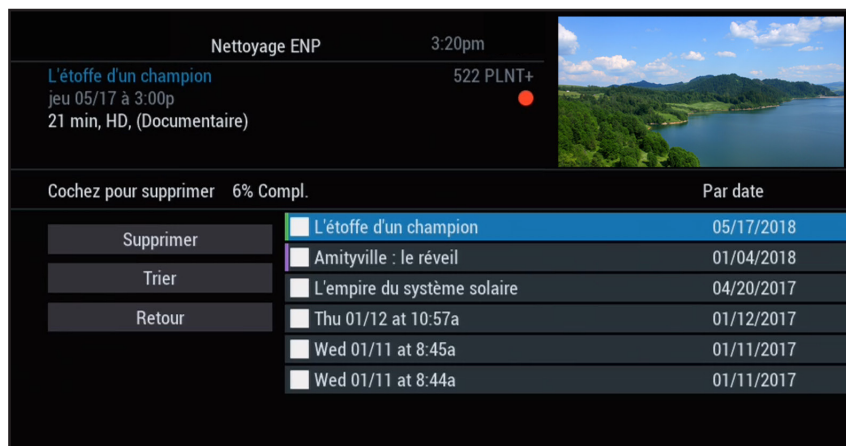 Nettoyage ENP 3:20pm
L'étoffe d'un champion 522 PLNT+
jeu 05/17 à 3:00p
21 min, HD, (Documentaire)
Cochez pour supprimer 6% Compl. Par date
Supprimer
Trier
Retour
L'étoffe d'un champion 05/17/2018
Amityville : le réveil 01/04/2018
L'empire du système solaire 04/20/2017
Thu 01/12 at 10:57a 01/12/2017
Wed 01/11 at 8:45a 01/11/2017
Wed 01/11 at 8:44a 01/11/2017